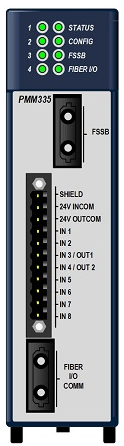 1 STATUS
2 CONFIG
3 FSSB
4 FIBER I/O
PMM335
FSSB
SHIELD
24V INCOM
24V OUTCOM
IN 1
IN 2
IN 3 / OUT1
IN 4 / OUT 2
IN 5
IN 6
IN 7
IN 8
FIBER
I/O
COMM